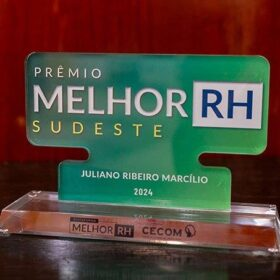 PRÊMIO
MELHOR RH
SUDESTE
JULIANO RIBEIRO MARCÍLIO
2024
MELHOR RH CECOM